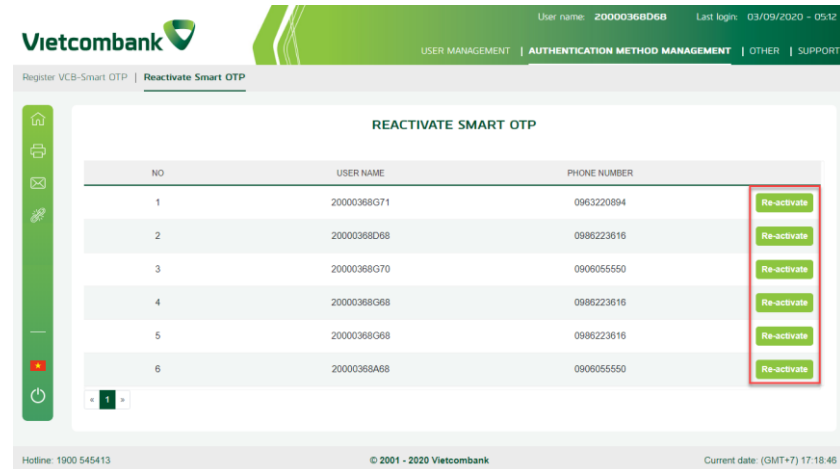 User name: 20000368D68 Last login: 03/09/2020 - 05:12
Vietcombank
USER MANAGEMENT | AUTHENTICATION METHOD MANAGEMENT | OTHER | SUPPORT
Register VCB-Smart OTP | Reactivate Smart OTP
REACTIVATE SMART OTP
NO USER NAME PHONE NUMBER
1 20000368G71 0963220894 Re-activate
2 20000368D68 0986223616 Re-activate
3 20000368G70 0906055550 Re-activate
4 20000368G68 0986223616 Re-activate
5 20000368G68 0986223616 Re-activate
6 20000368A68 0906055550 Re-activate
« 1 »
Hotline: 1900 545413 © 2001 - 2020 Vietcombank Current date: (GMT+7) 17:18:46